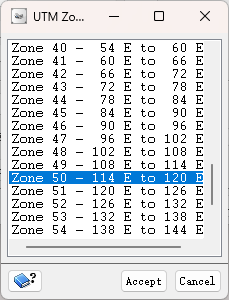 UTM Zo...
Zone 40 -  54 E to  60 E
Zone 41 -  60 E to  66 E
Zone 42 -  66 E to  72 E
Zone 43 -  72 E to  78 E
Zone 44 -  78 E to  84 E
Zone 45 -  84 E to  90 E
Zone 46 -  90 E to  96 E
Zone 47 -  96 E to 102 E
Zone 48 - 102 E to 108 E
Zone 49 - 108 E to 114 E
Zone 50 - 114 E to 120 E
Zone 51 - 120 E to 126 E
Zone 52 - 126 E to 132 E
Zone 53 - 132 E to 138 E
Zone 54 - 138 E to 144 E
? Accept Cancel